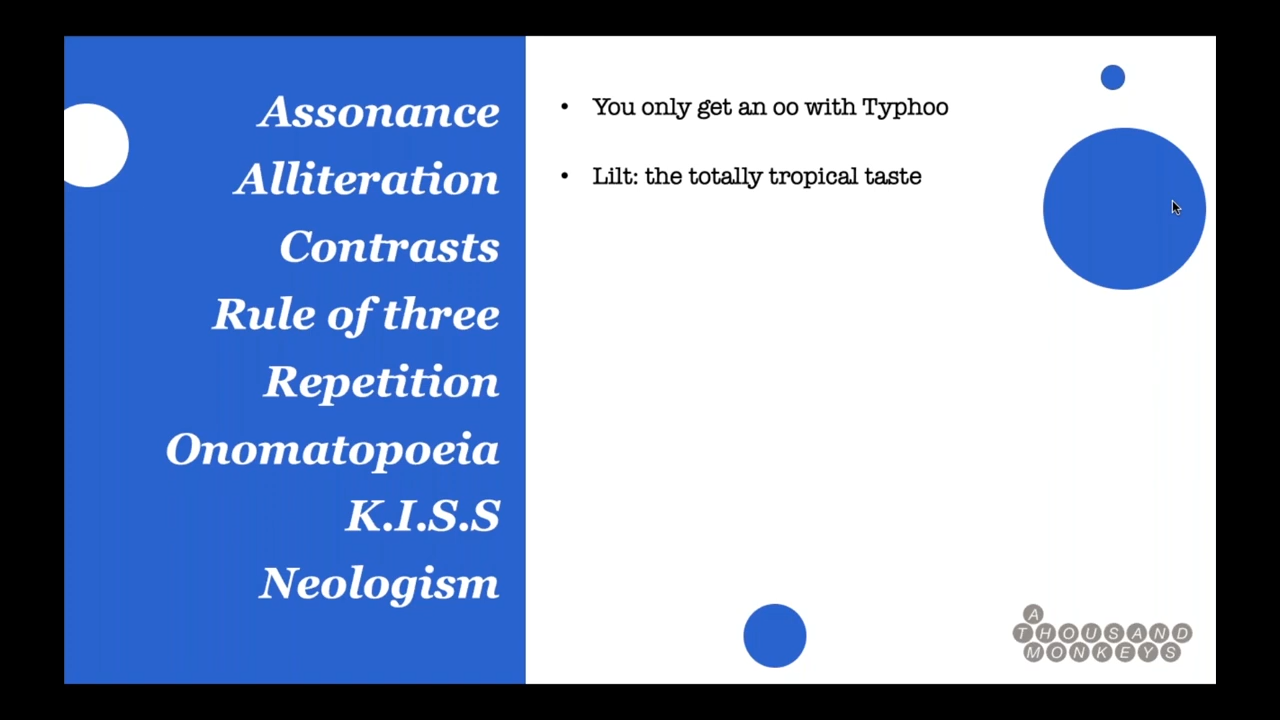 Assonance
Alliteration
Contrasts
Rule of three
Repetition
Onomatopoeia
K.I.S.S
Neologism
• You only get an oo with Typhoo
• Lilt: the totally tropical taste
A
THOUSAND
MONKEYS